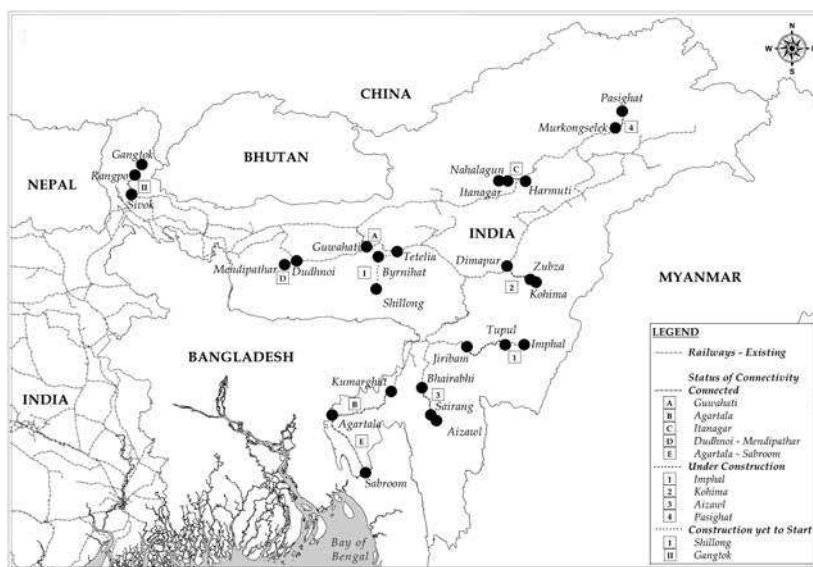 N
W
E
S
CHINA
Pasighat
Murkongselek
4
Gangtok
BHUTAN
NEPAL
Rangpo
II
Sivok
Nahalagun
C
Itanagar
Harmuti
A
Guwahati
INDIA
Tetelia
Dimapur
Zubza
Mendipathar
Dudhnoi
1
Byrnihat
D
2
Kohima
MYANMAR
Shillong
Tupul
Imphal
BANGLADESH
Jiribam
1
Kumarghat
Bhairabhi
INDIA
B
3
Sairang
Agartala
Aizawl
E
Sabroom
Bay of
Bengal
LEGEND
Railways - Existing
Status of Connectivity
Connected
A Guwahati
B Agartala
C Itanagar
D Dudhnoi - Mendipathar
E Agartala - Sabroom
Under Construction
1 Imphal
2 Kohima
3 Aizawl
4 Pasighat
Construction yet to Start
1 Shillong
II Gangtok